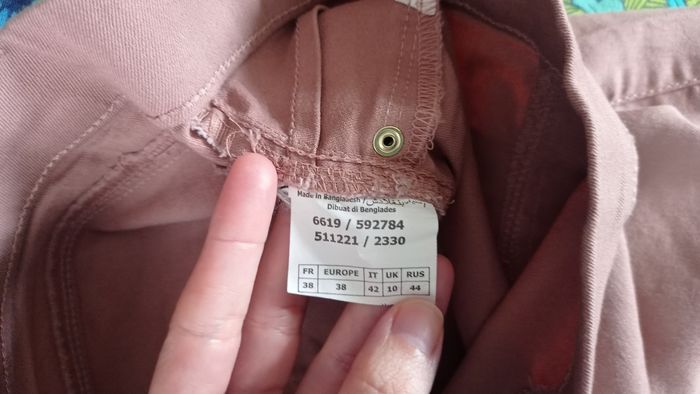 Made in Bangladesh /
Dibuat di Benglades
6619 / 592784
511221 / 2330
FR EUROPE IT UK RUS
38 38 42 10 44